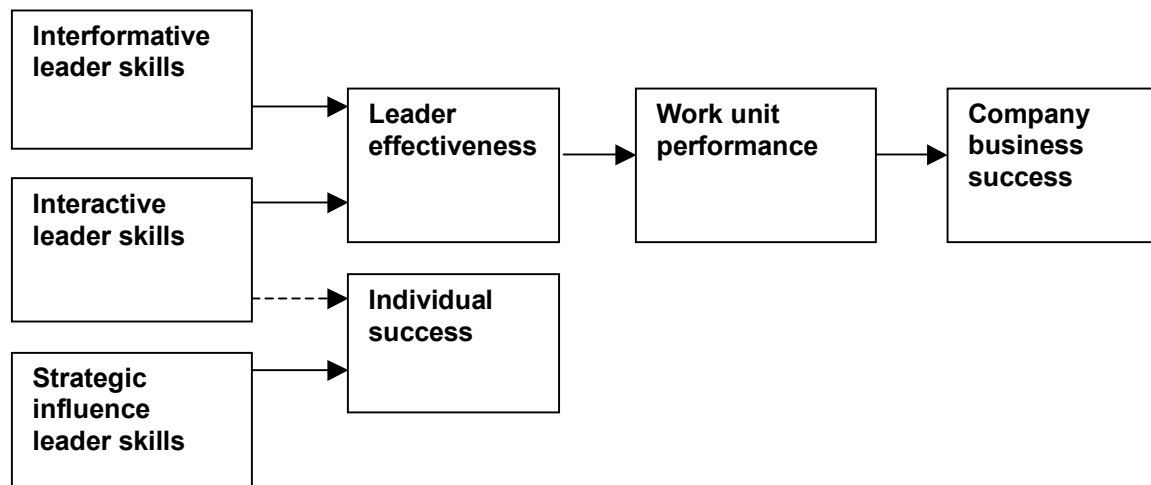 Interformative
leader skills
Leader
effectiveness
Work unit
performance
Company
business
success
Interactive
leader skills
Individual
success
Strategic
influence
leader skills